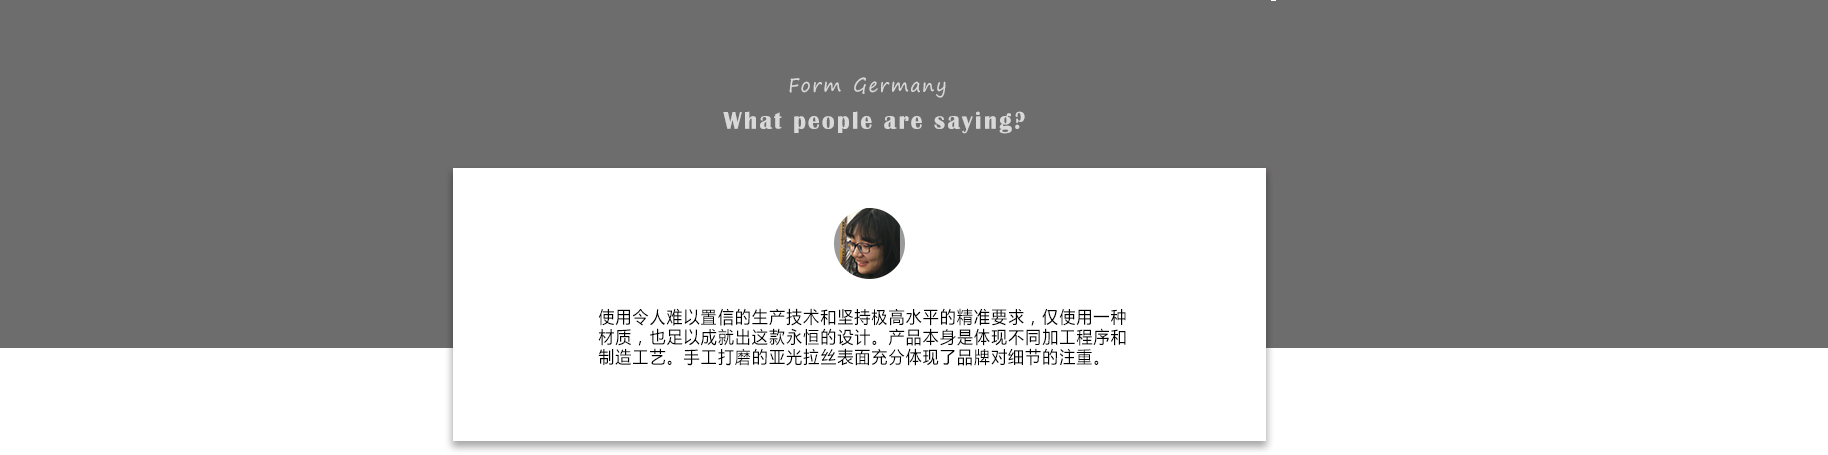 Form Germany
What people are saying?
使用令人难以置信的生产技术和坚持极高水平的精准要求，仅使用一种
材质，也足以成就出这款永恒的设计。产品本身是体现不同加工程序和
制造工艺。手工打磨的亚光拉丝表面充分体现了品牌对细节的注重。